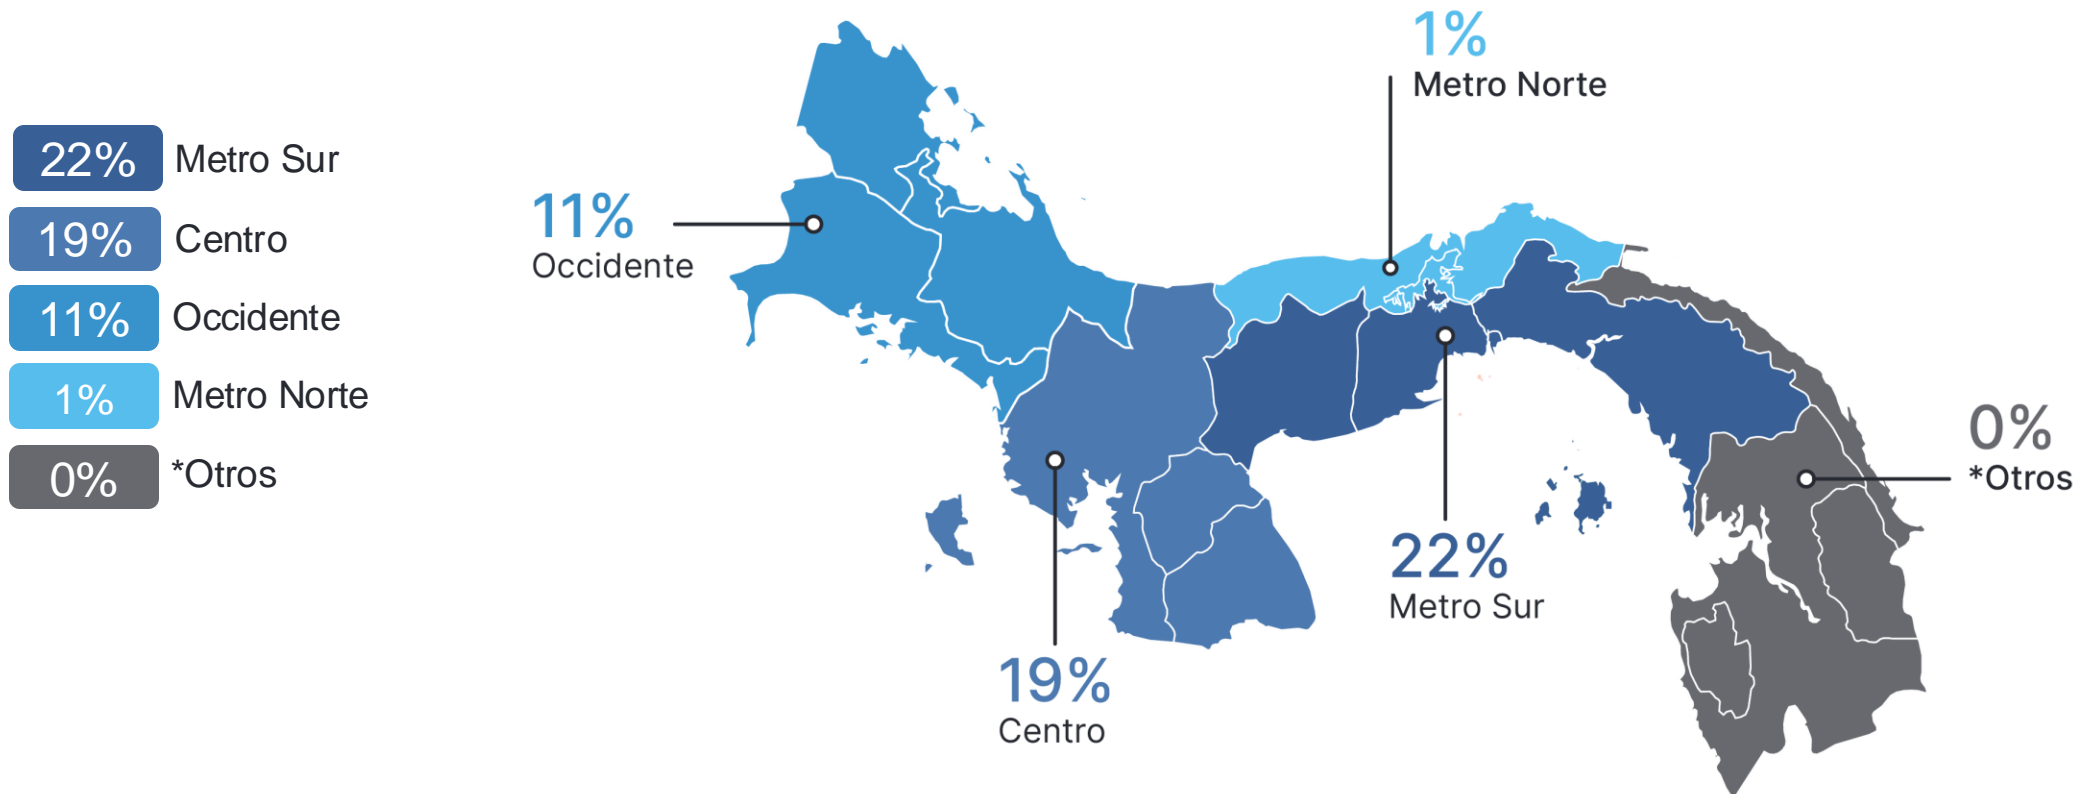 22% Metro Sur
19% Centro
11% Occidente
1% Metro Norte
0% *Otros
1%
Metro Norte
11%
Occidente
0%
*Otros
22%
Metro Sur
19%
Centro